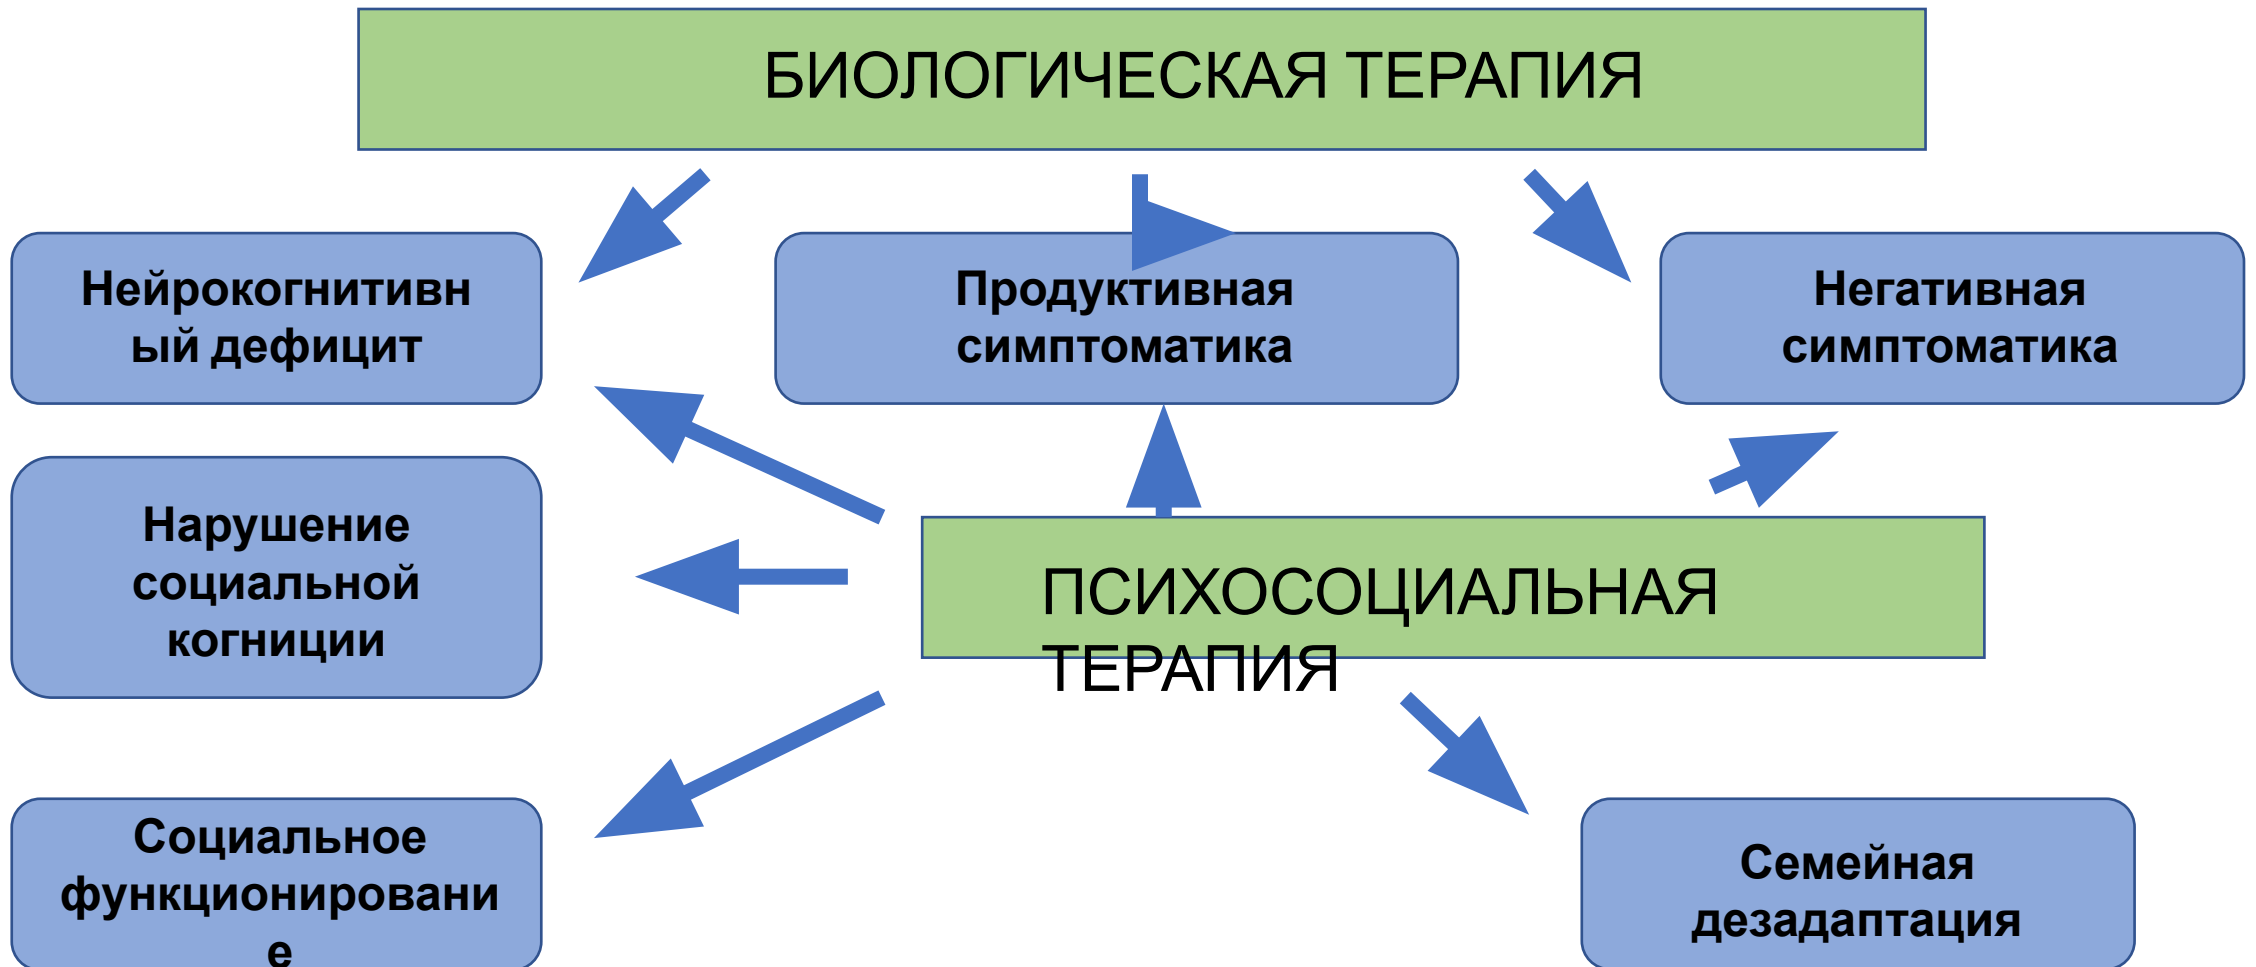 БИОЛОГИЧЕСКАЯ ТЕРАПИЯ
Нейрокогнитивн
ый дефицит
Продуктивная
симптоматика
Негативная
симптоматика
Нарушение
социальной
когниции
ПСИХОСОЦИАЛЬНАЯ
ТЕРАПИЯ
Социальное
функционировани
е
Семейная
дезадаптация